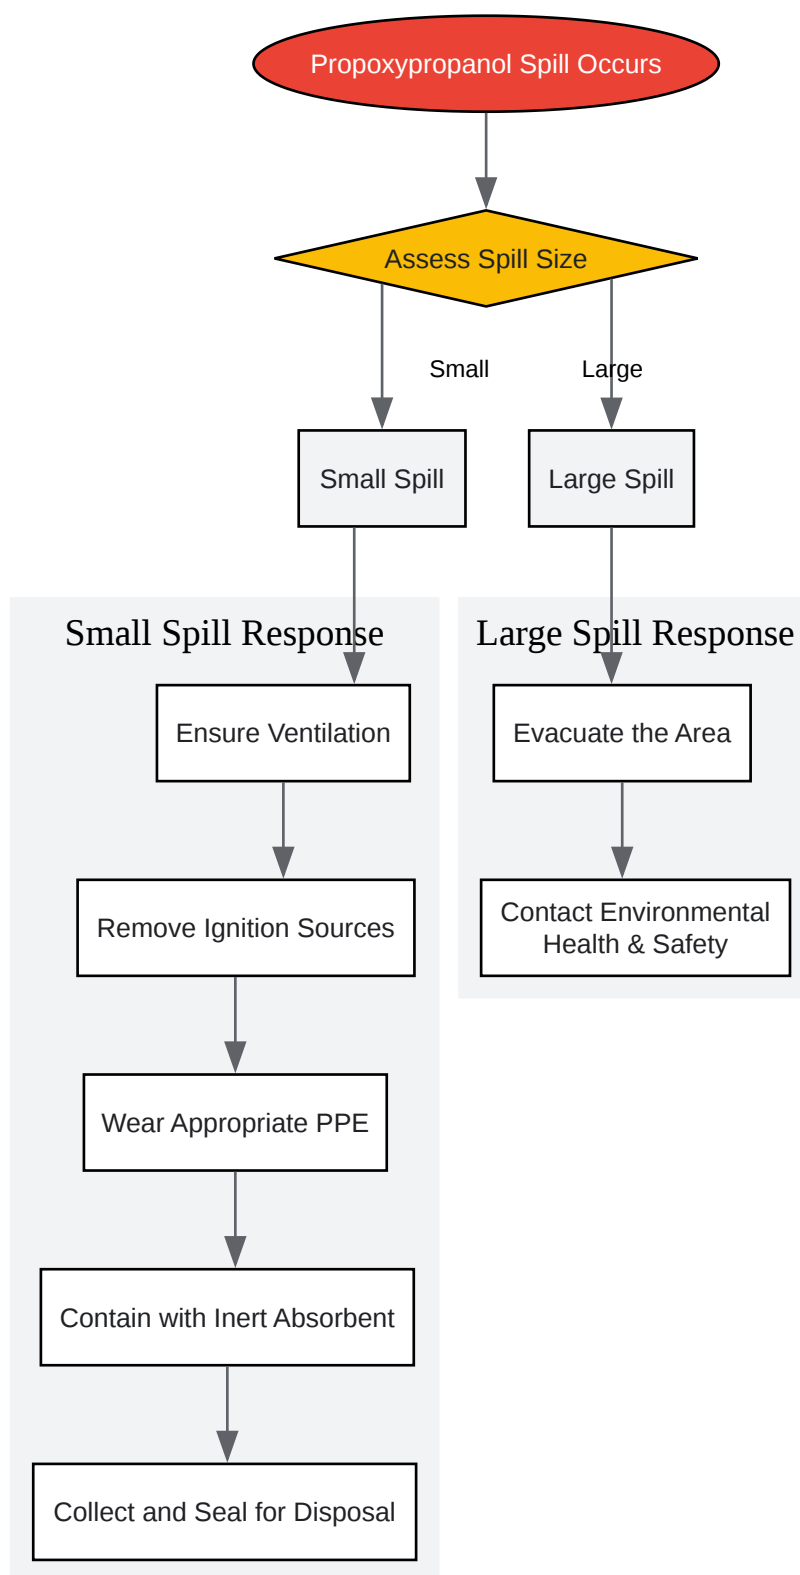 Propoxypropanol Spill Occurs
Assess Spill Size
Small
Large
Small Spill
Large Spill
Small Spill Response
Large Spill Response
Ensure Ventilation
Evacuate the Area
Remove Ignition Sources
Contact Environmental
Health & Safety
Wear Appropriate PPE
Contain with Inert Absorbent
Collect and Seal for Disposal